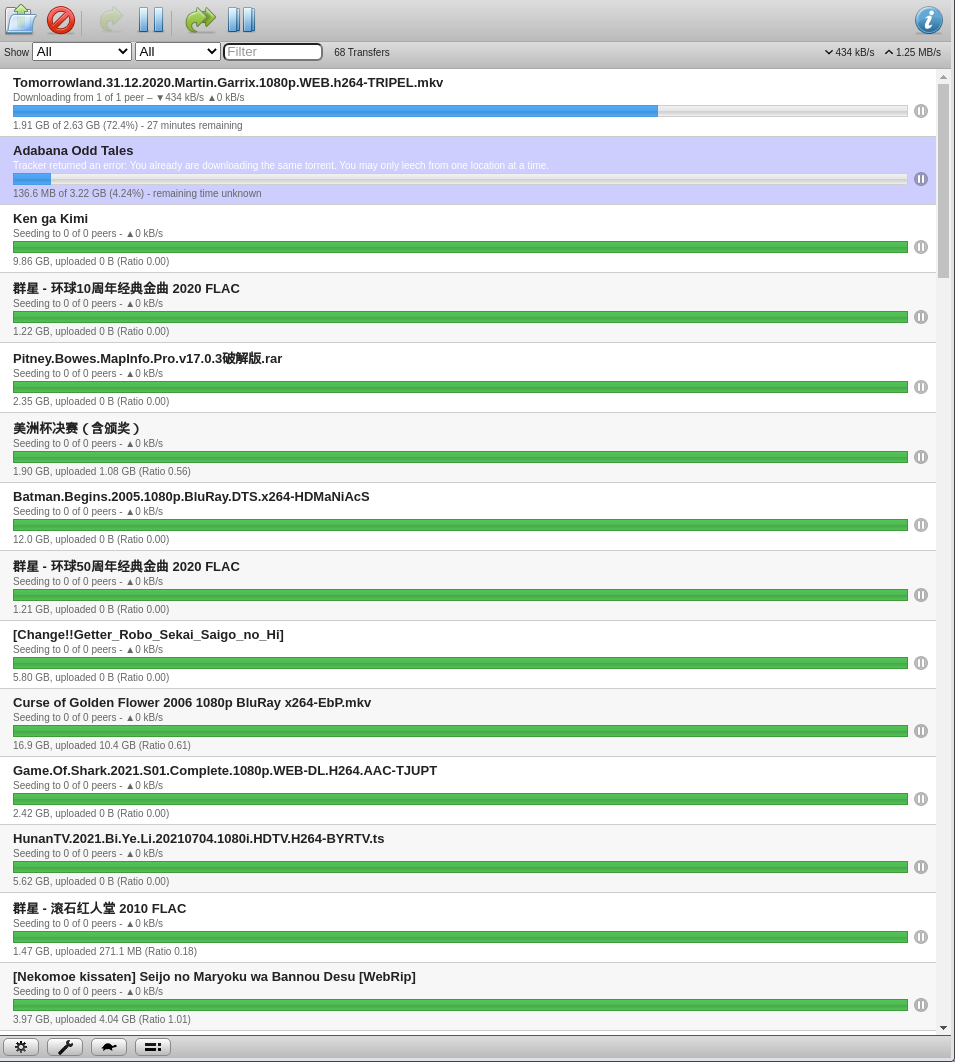 Show All All Filter 68 Transfers 434 kB/s 1.25 MB/s
Tomorrowland.31.12.2020.Martin.Garrix.1080p.WEB.h264-TRIPEL.mkv
Downloading from 1 of 1 peer – ▼434 kB/s ▲0 kB/s
1.91 GB of 2.63 GB (72.4%) - 27 minutes remaining
Adabana Odd Tales
Tracker returned an error: You already are downloading the same torrent. You may only leech from one location at a time.
136.6 MB of 3.22 GB (4.24%) - remaining time unknown
Ken ga Kimi
Seeding to 0 of 0 peers - ▲0 kB/s
9.86 GB, uploaded 0 B (Ratio 0.00)
群星 - 环球10周年经典金曲 2020 FLAC
Seeding to 0 of 0 peers - ▲0 kB/s
1.22 GB, uploaded 0 B (Ratio 0.00)
Pitney.Bowes.MapInfo.Pro.v17.0.3破解版.rar
Seeding to 0 of 0 peers - ▲0 kB/s
2.35 GB, uploaded 0 B (Ratio 0.00)
美洲杯决赛（含颁奖）
Seeding to 0 of 0 peers - ▲0 kB/s
1.90 GB, uploaded 1.08 GB (Ratio 0.56)
Batman.Begins.2005.1080p.BluRay.DTS.x264-HDMaNiAcS
Seeding to 0 of 0 peers - ▲0 kB/s
12.0 GB, uploaded 0 B (Ratio 0.00)
群星 - 环球50周年经典金曲 2020 FLAC
Seeding to 0 of 0 peers - ▲0 kB/s
1.21 GB, uploaded 0 B (Ratio 0.00)
[Change!!Getter_Robo_Sekai_Saigo_no_Hi]
Seeding to 0 of 0 peers - ▲0 kB/s
5.80 GB, uploaded 0 B (Ratio 0.00)
Curse of Golden Flower 2006 1080p BluRay x264-EbP.mkv
Seeding to 0 of 0 peers - ▲0 kB/s
16.9 GB, uploaded 10.4 GB (Ratio 0.61)
Game.Of.Shark.2021.S01.Complete.1080p.WEB-DL.H264.AAC-TJUPT
Seeding to 0 of 0 peers - ▲0 kB/s
2.42 GB, uploaded 0 B (Ratio 0.00)
HunanTV.2021.Bi.Ye.Li.20210704.1080i.HDTV.H264-BYRTV.ts
Seeding to 0 of 0 peers - ▲0 kB/s
5.62 GB, uploaded 0 B (Ratio 0.00)
群星 - 滚石红人堂 2010 FLAC
Seeding to 0 of 0 peers - ▲0 kB/s
1.47 GB, uploaded 271.1 MB (Ratio 0.18)
[Nekomoe kissaten] Seijo no Maryoku wa Bannou Desu [WebRip]
Seeding to 0 of 0 peers - ▲0 kB/s
3.97 GB, uploaded 4.04 GB (Ratio 1.01)